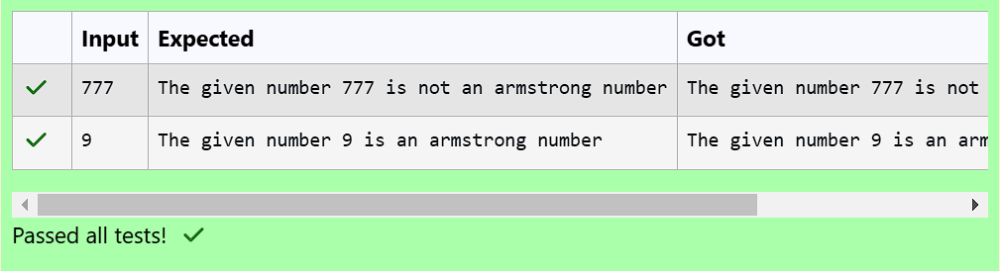 Input Expected Got
777 The given number 777 is not an armstrong number The given number 777 is not
9 The given number 9 is an armstrong number The given number 9 is an arm
Passed all tests!